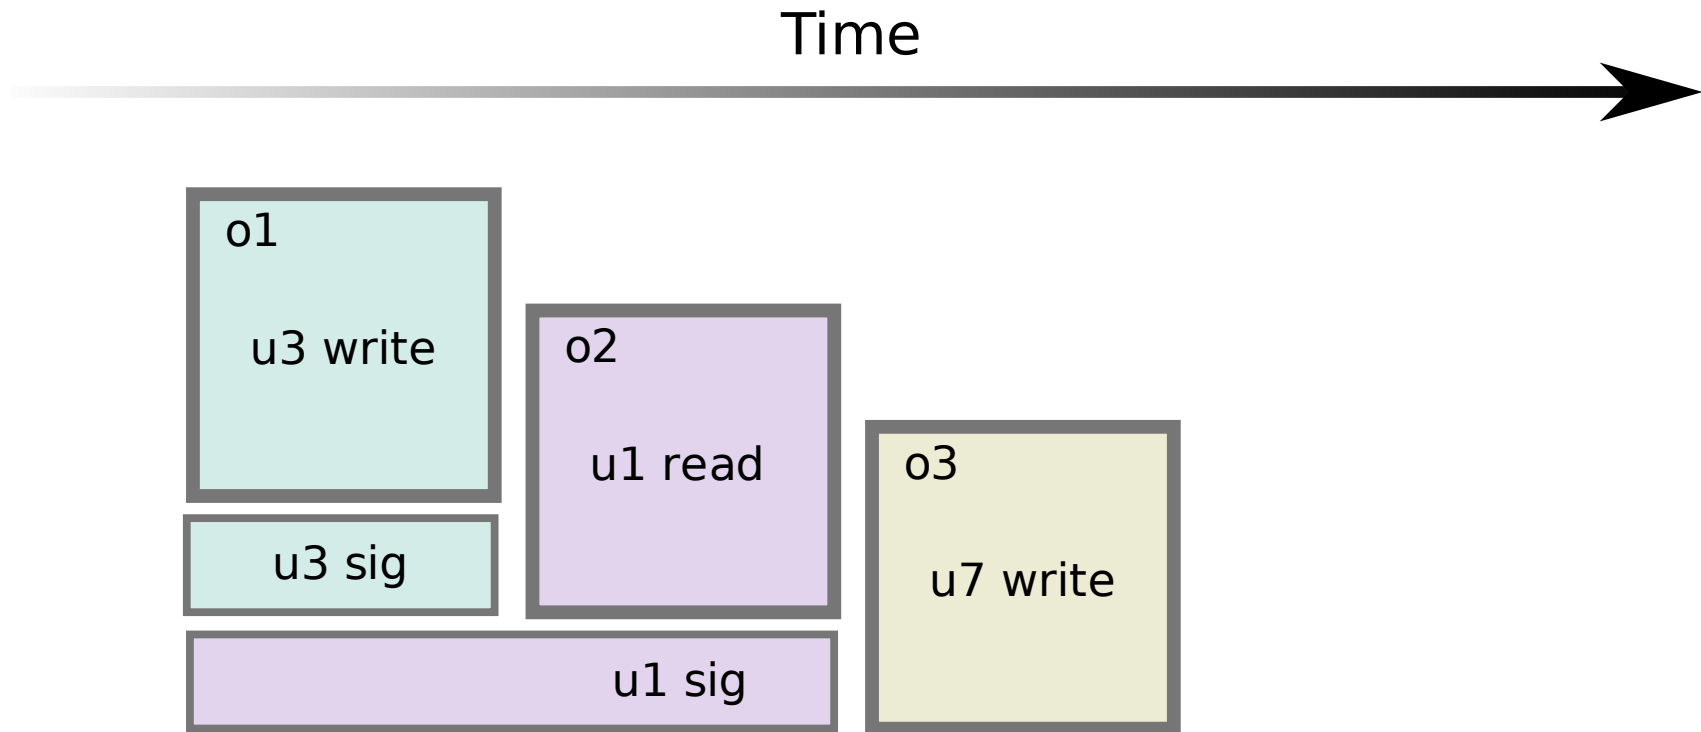 Time
o1
u3 write
o2
u1 read
o3
u7 write
u3 sig
u1 sig